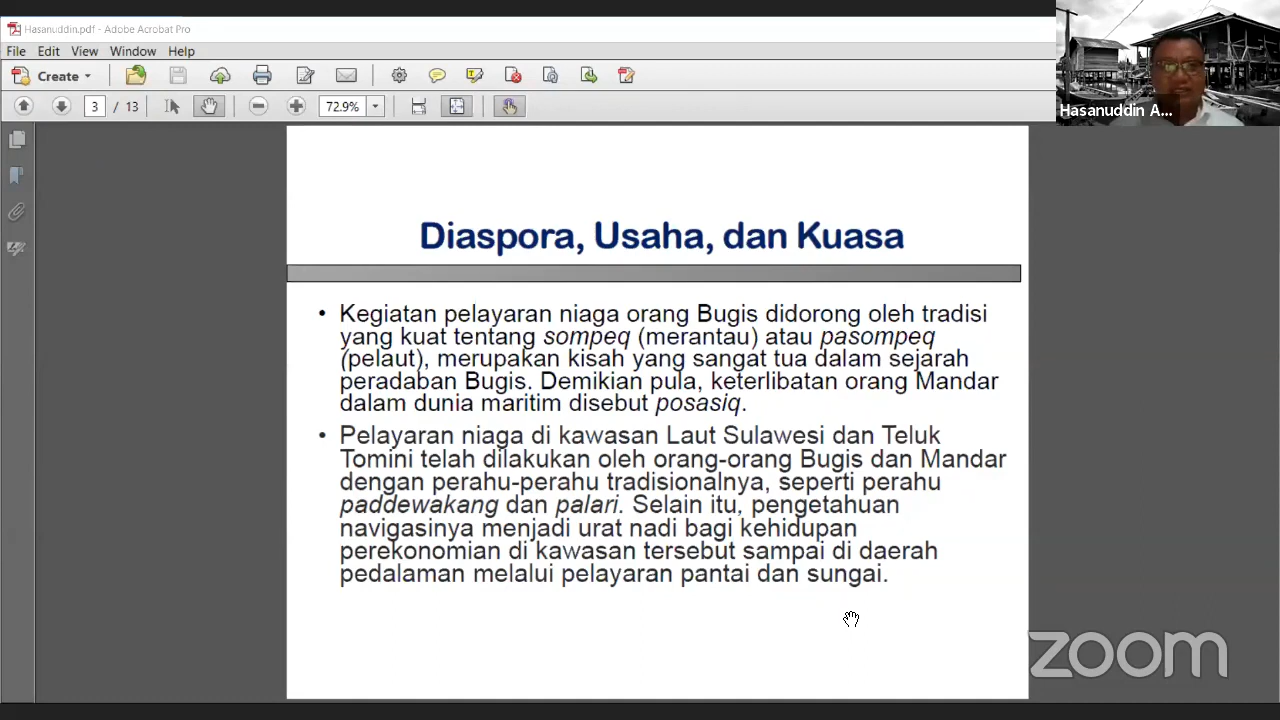 Hasanuddin.pdf - Adobe Acrobat Pro
File Edit View Window Help
Create
3 / 13 72.9%
Hasanuddin A...
Diaspora, Usaha, dan Kuasa
• Kegiatan pelayaran niaga orang Bugis didorong oleh tradisi
yang kuat tentang sompeq (merantau) atau pasompeq
(pelaut), merupakan kisah yang sangat tua dalam sejarah
peradaban Bugis. Demikian pula, keterlibatan orang Mandar
dalam dunia maritim disebut posasiq.
• Pelayaran niaga di kawasan Laut Sulawesi dan Teluk
Tomini telah dilakukan oleh orang-orang Bugis dan Mandar
dengan perahu-perahu tradisionalnya, seperti perahu
paddewakang dan palari. Selain itu, pengetahuan
navigasinya menjadi urat nadi bagi kehidupan
perekonomian di kawasan tersebut sampai di daerah
pedalaman melalui pelayaran pantai dan sungai.
zoom